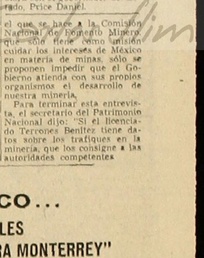 rado, Price Daniel.
el que se hace a la Comisión
Nacional de Fomento Minero,
que sólo tiene como misión
cuidar los intereses de México
en materia de minas, sólo se
proponen impedir que el Go-
bierno atienda con sus propios
organismos el desarrollo de
nuestra minería.
Para terminar esta entrevis-
ta, el secretario del Patrimonio
Nacional dijo: "Si el licencia-
do Terrones Benítez tiene da-
tos sobre los trafiques en la
minería, que los consigne a las
autoridades competentes
CO...
LES
RA MONTERREY"